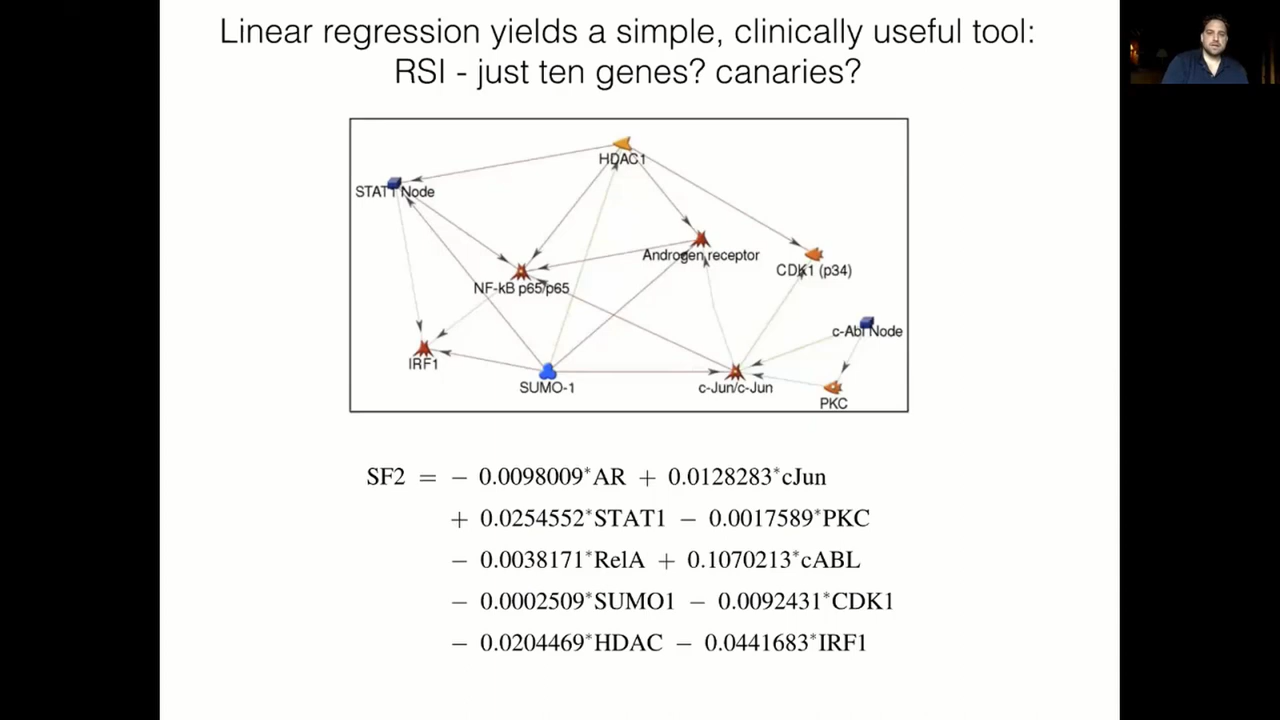 Linear regression yields a simple, clinically useful tool:
RSI - just ten genes? canaries?
HDAC1
STAT1 Node
Androgen receptor
CDK1 (p34)
NF-kB p65/p65
c-Abl Node
IRF1
SUMO-1
c-Jun/c-Jun
PKC
SF2 = − 0.0098009*AR + 0.0128283*cJun
+ 0.0254552*STAT1 − 0.0017589*PKC
− 0.0038171*RelA + 0.1070213*cABL
− 0.0002509*SUMO1 − 0.0092431*CDK1
− 0.0204469*HDAC − 0.0441683*IRF1